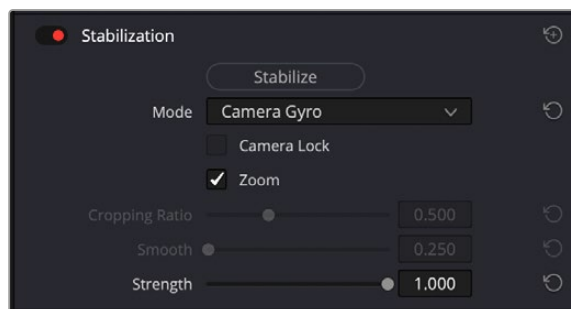 Stabilization
Stabilize
Mode Camera Gyro
Camera Lock
Zoom
Cropping Ratio 0.500
Smooth 0.250
Strength 1.000